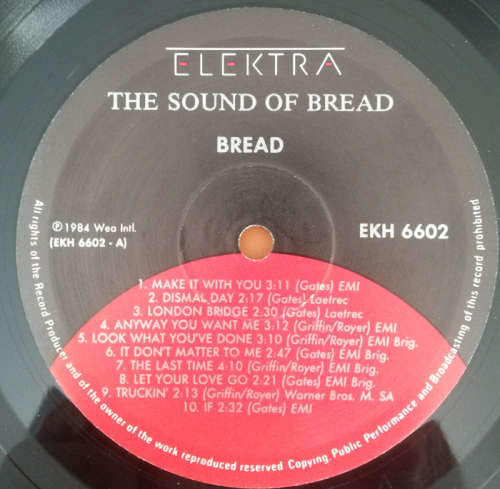 ELEKTRA
THE SOUND OF BREAD
BREAD
℗1984 Wea Intl.
(EKH 6602 - A)
EKH 6602
1. MAKE IT WITH YOU 3:11 (Gates) EMI
2. DISMAL DAY 2:17 (Gates) Laetrec
3. LONDON BRIDGE 2:30 (Gates) Laetrec
4. ANYWAY YOU WANT ME 3:12 (Griffin/Royer) EMI
5. LOOK WHAT YOU'VE DONE 3:10 (Griffin/Royer) EMI Brig.
6. IT DON'T MATTER TO ME 2:47 (Gates) EMI Brig.
7. THE LAST TIME 4:10 (Griffin/Royer) EMI Brig.
8. LET YOUR LOVE GO 2:21 (Gates) EMI Brig.
9. TRUCKIN' 2:13 (Griffin/Royer) Warner Bros. M. SA
10. IF 2:32 (Gates) EMI
All rights of the Record Producer and of the owner of the work reproduced reserved Copying, Public Performance and Broadcasting of this record prohibited